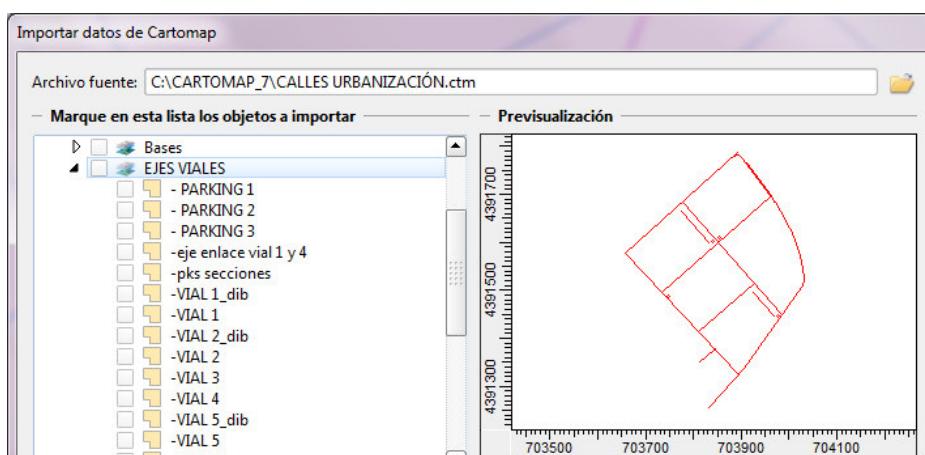 Importar datos de Cartomap
Archivo fuente: C:\CARTOMAP_7\CALLES URBANIZACIÓN.ctm
Marque en esta lista los objetos a importar
Bases
EJES VIALES
- PARKING 1
- PARKING 2
- PARKING 3
-eje enlace vial 1 y 4
-pks secciones
-VIAL 1_dib
-VIAL 1
-VIAL 2_dib
-VIAL 2
-VIAL 3
-VIAL 4
-VIAL 5_dib
-VIAL 5
Previsualización
4391700
4391500
4391300
703500 703700 703900 704100